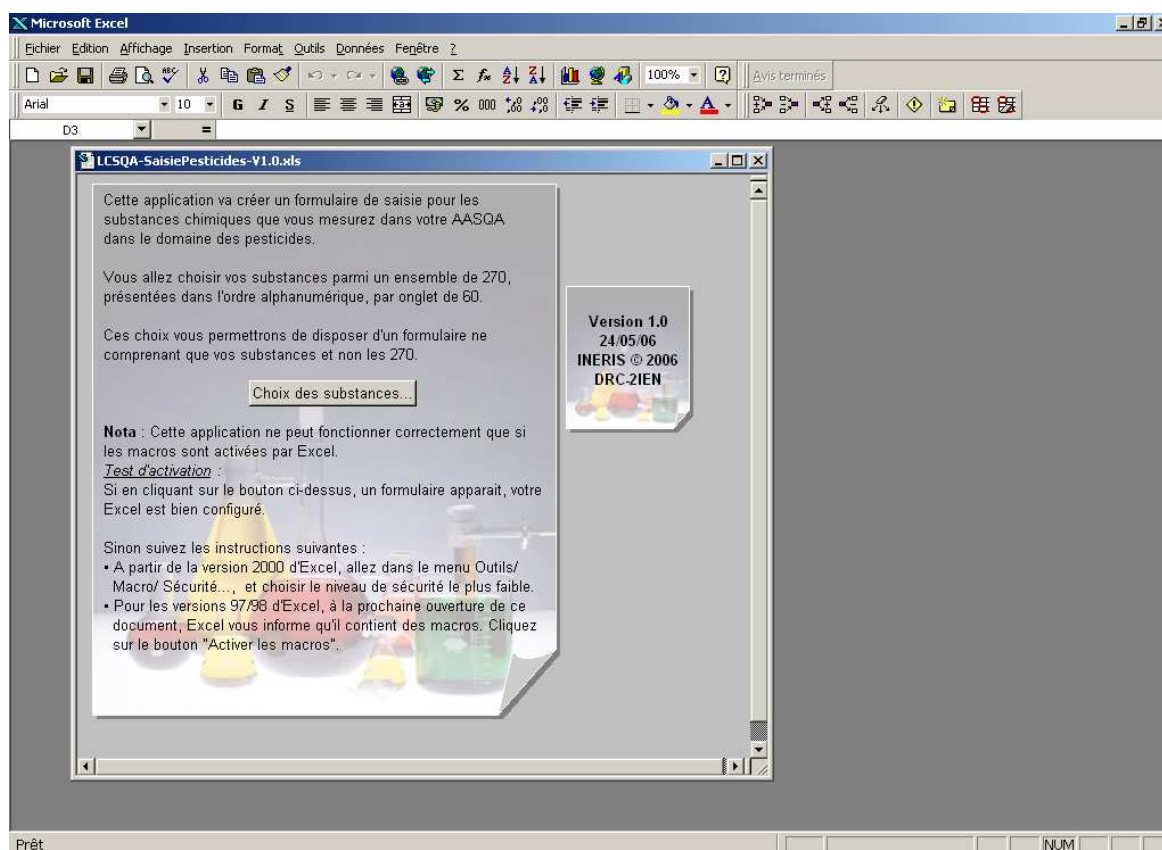 Microsoft Excel
Fichier Edition Affichage Insertion Format Outils Données Fenêtre ?
100%
Avis terminés
Arial 10 G I S % 000
D3 =
LCSQA-SaisiePesticides-V1.0.xls
Cette application va créer un formulaire de saisie pour les
substances chimiques que vous mesurez dans votre AASQA
dans le domaine des pesticides.
Vous allez choisir vos substances parmi un ensemble de 270,
présentées dans l'ordre alphanumérique, par onglet de 60.
Ces choix vous permettrons de disposer d'un formulaire ne
comprenant que vos substances et non les 270.
Choix des substances...
Nota : Cette application ne peut fonctionner correctement que si
les macros sont activées par Excel.
Test d'activation :
Si en cliquant sur le bouton ci-dessus, un formulaire apparait, votre
Excel est bien configuré.
Sinon suivez les instructions suivantes :
• A partir de la version 2000 d'Excel, allez dans le menu Outils/
Macro/ Sécurité..., et choisir le niveau de sécurité le plus faible.
• Pour les versions 97/98 d'Excel, à la prochaine ouverture de ce
document, Excel vous informe qu'il contient des macros. Cliquez
sur le bouton "Activer les macros".
Version 1.0
24/05/06
INERIS © 2006
DRC-2IEN
Prêt
NUM